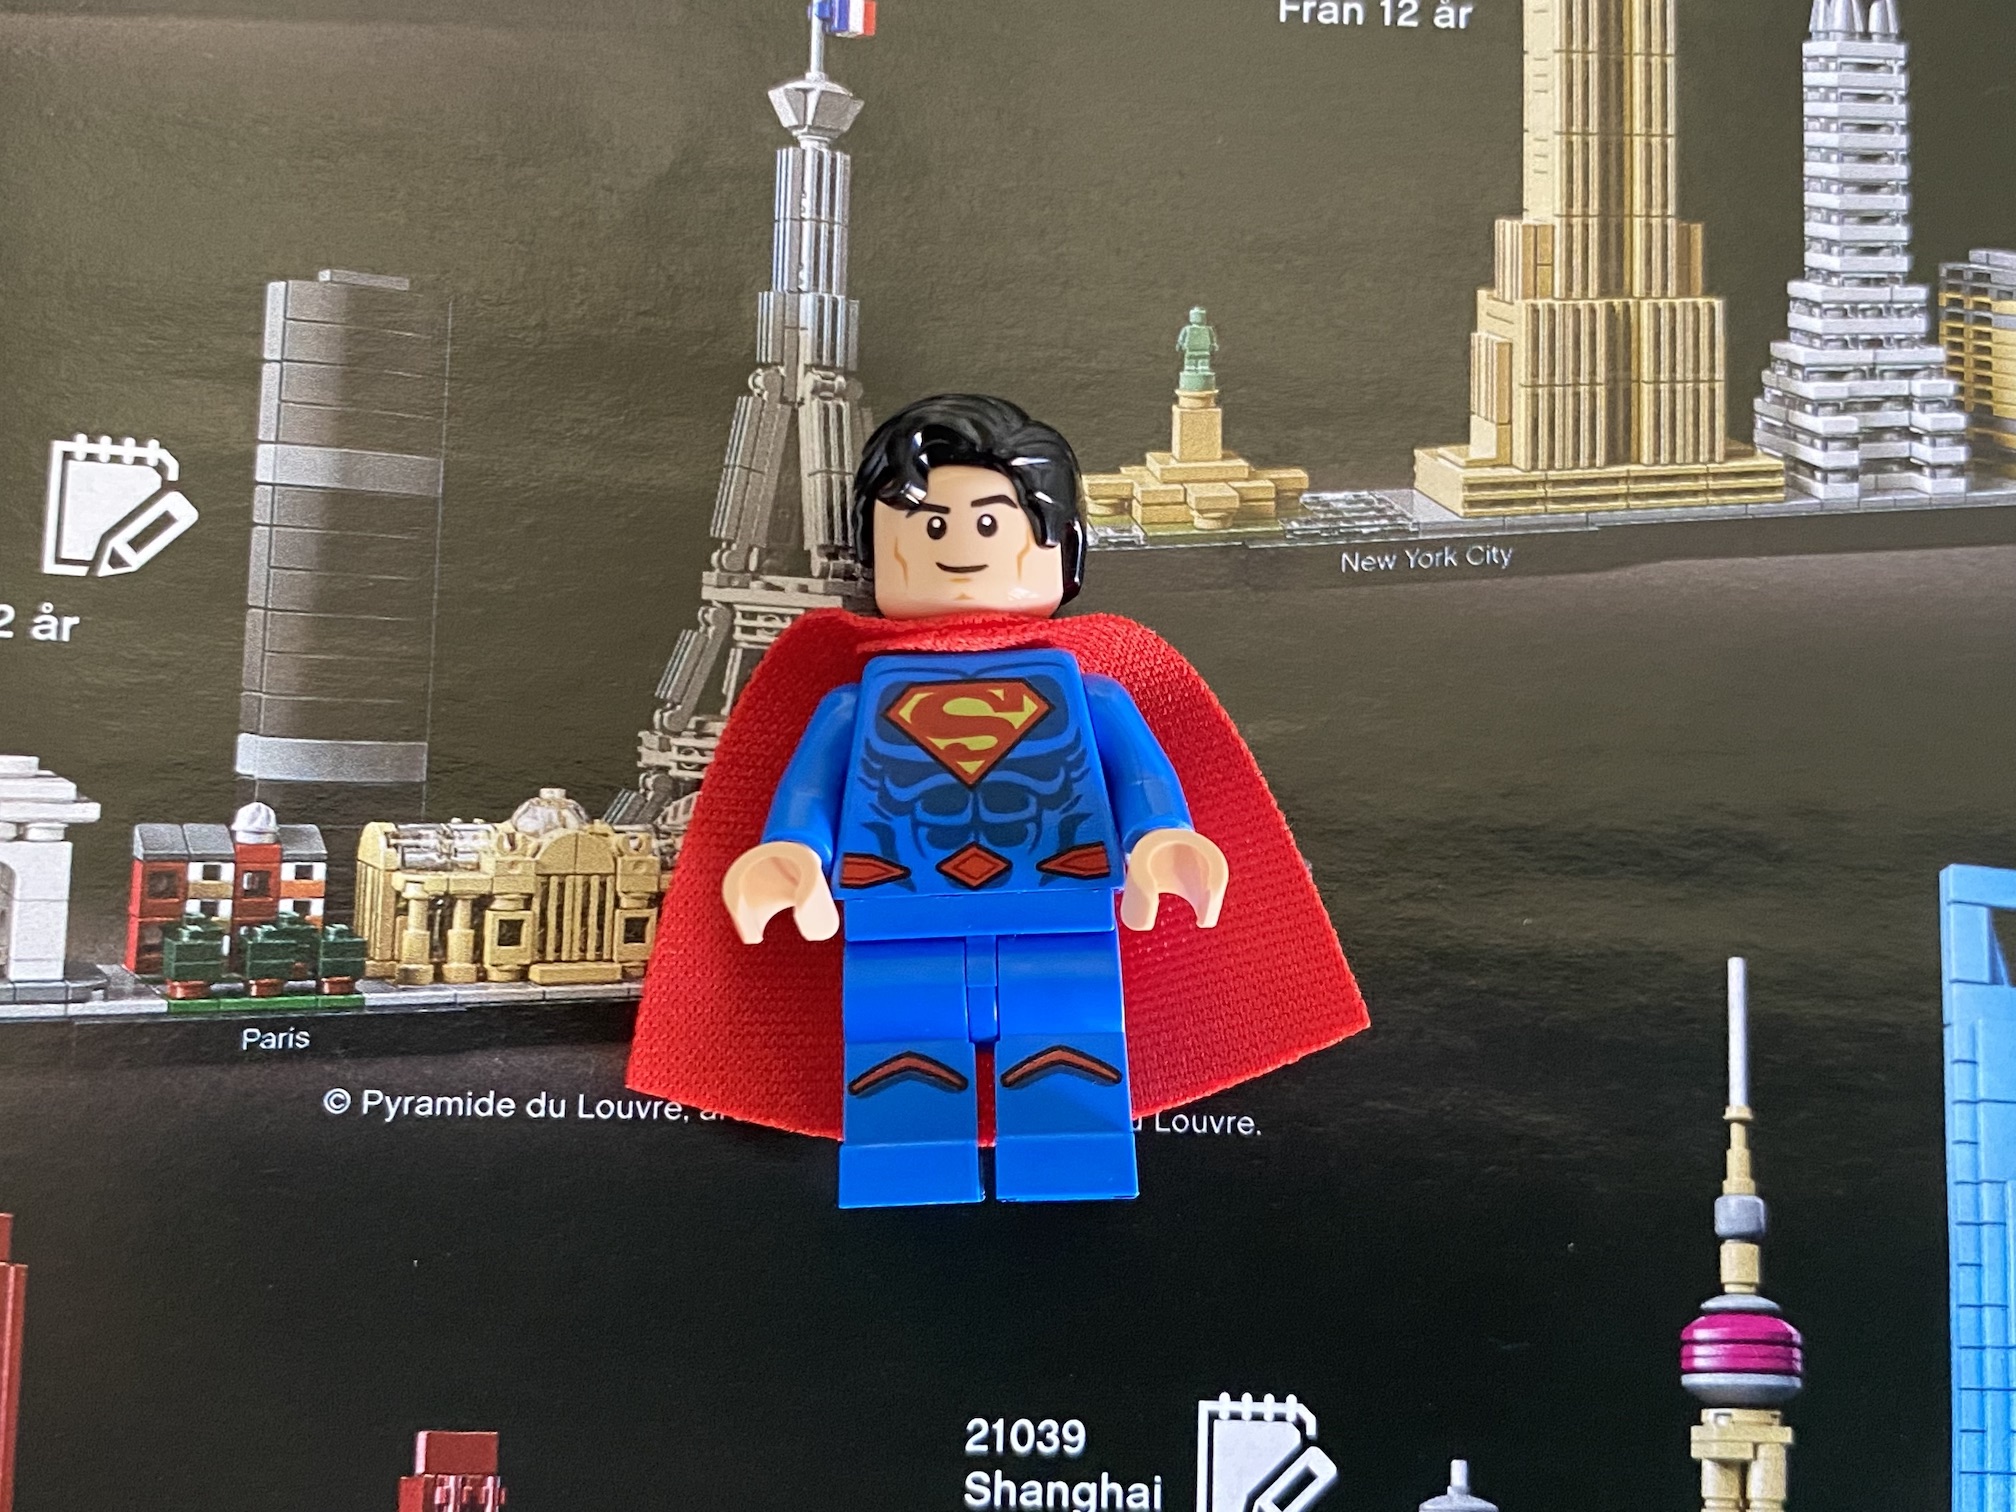 Från 12 år
New York City
2 år
Paris
© Pyramide du Louvre,
Louvre.
21039
Shanghai
S